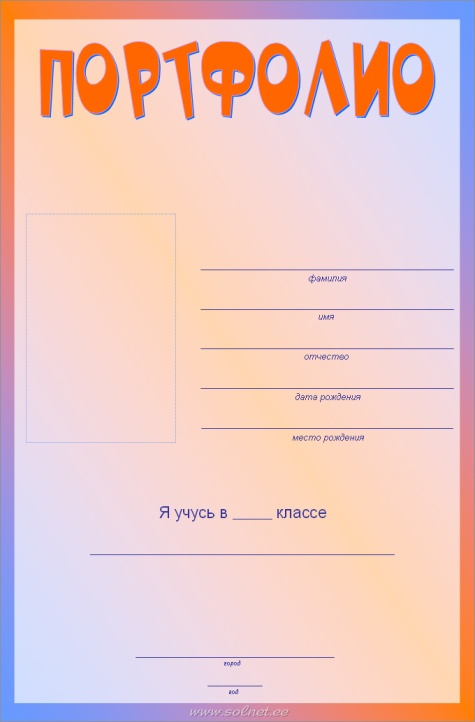 ПОРТФОЛИО
фамилия
имя
отчество
дата рождения
место рождения
Я учусь в _____ классе
город
год
www.solnet.ee